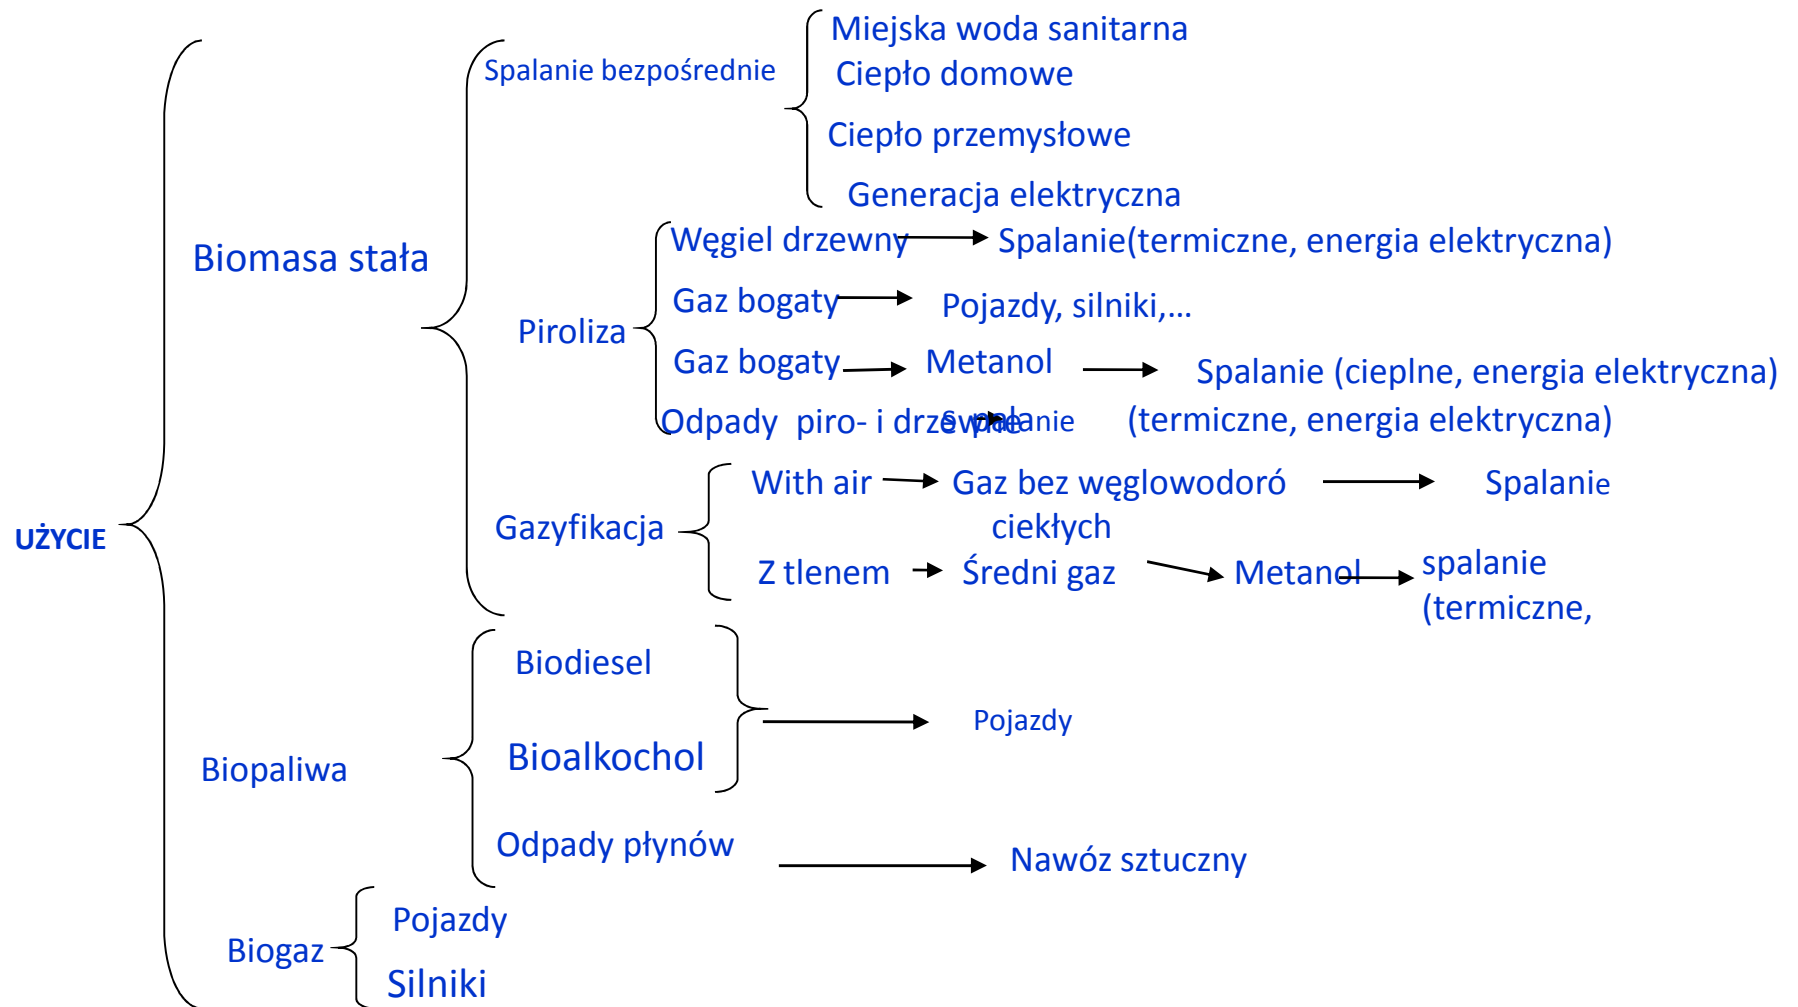 Miejska woda sanitarna
Spalanie bezpośrednie
Ciepło domowe
Ciepło przemysłowe
Generacja elektryczna
Biomasa stała
Węgiel drzewny
Spalanie(termiczne, energia elektryczna)
Gaz bogaty
Pojazdy, silniki,...
Piroliza
Gaz bogaty
Metanol
Spalanie (cieplne, energia elektryczna)
Odpady piro- i drzewne
Spalanie
(termiczne, energia elektryczna)
With air
Gaz bez węglowodoró
ciekłych
Spalanie
UŻYCIE
Gazyfikacja
Z tlenem
Średni gaz
Metanol
spalanie
(termiczne,
Biodiesel
Pojazdy
Bioalkochol
Biopaliwa
Odpady płynów
Nawóz sztuczny
Pojazdy
Biogaz
Silniki